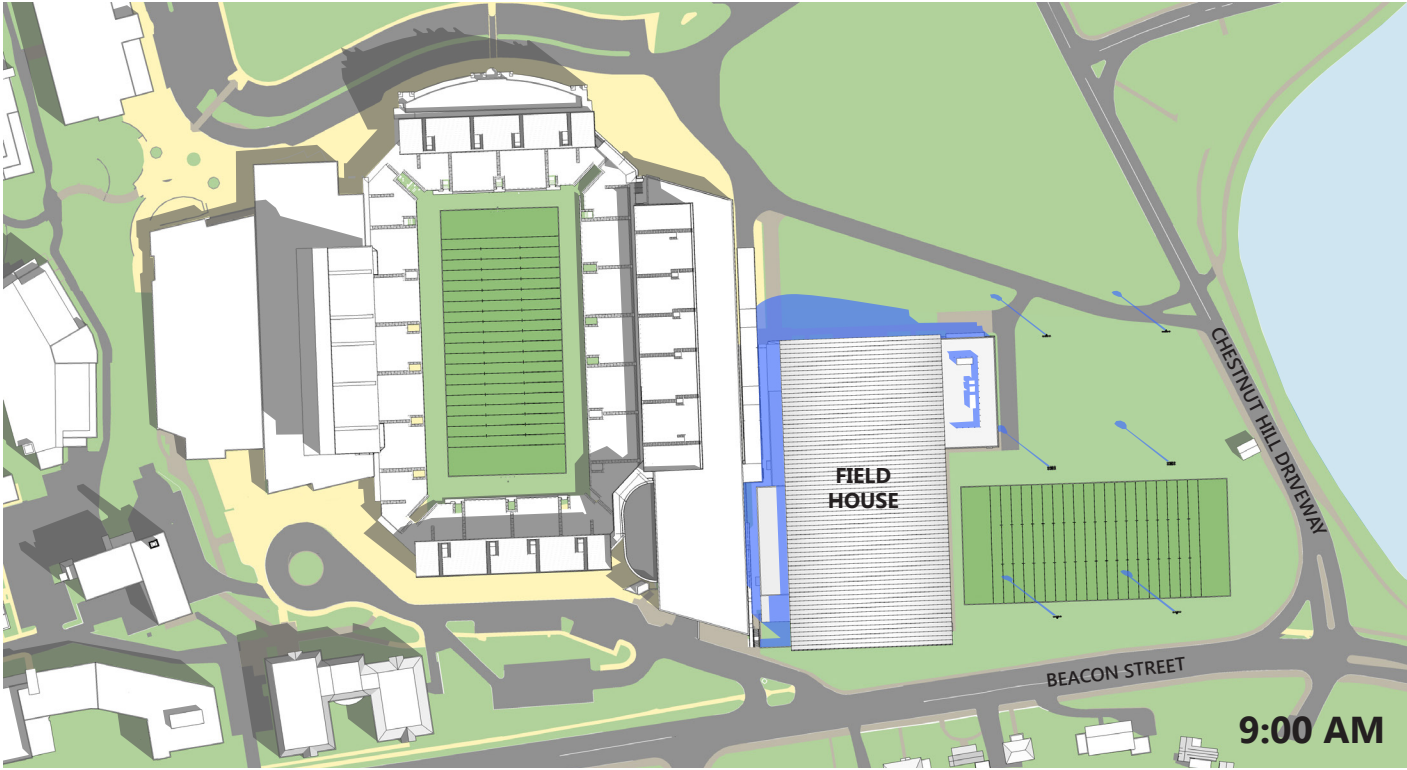 CHESTNUT HILL DRIVEWAY
FIELD
HOUSE
BEACON STREET
9:00 AM